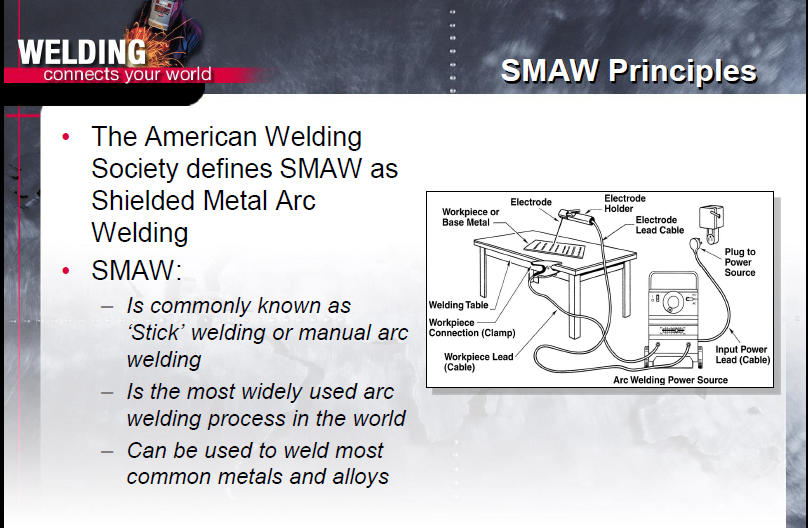 WELDING
connects your world
SMAW Principles
• The American Welding
Society defines SMAW as
Shielded Metal Arc
Welding
• SMAW:
– Is commonly known as
‘Stick’ welding or manual arc
welding
– Is the most widely used arc
welding process in the world
– Can be used to weld most
common metals and alloys
Workpiece or
Base Metal
Electrode
Electrode
Holder
Electrode
Lead Cable
Plug to
Power
Source
Welding Table
Workpiece
Connection (Clamp)
Workpiece Lead
(Cable)
Input Power
Lead (Cable)
Arc Welding Power Source